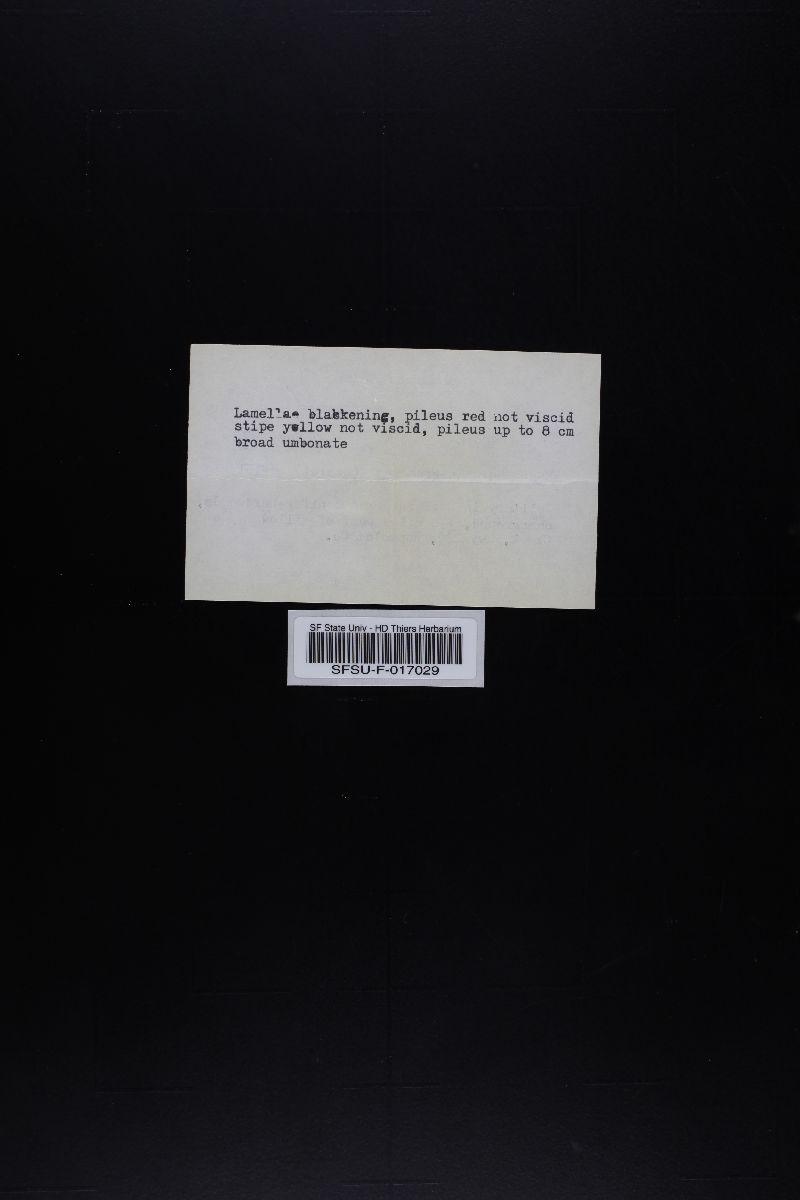 Lamellae blakkening, pileus red not viscid
stipe yellow not viscid, pileus up to 8 cm
broad umbonate
SF State Univ - HD Thiers Herbarium
SFSU-F-017029